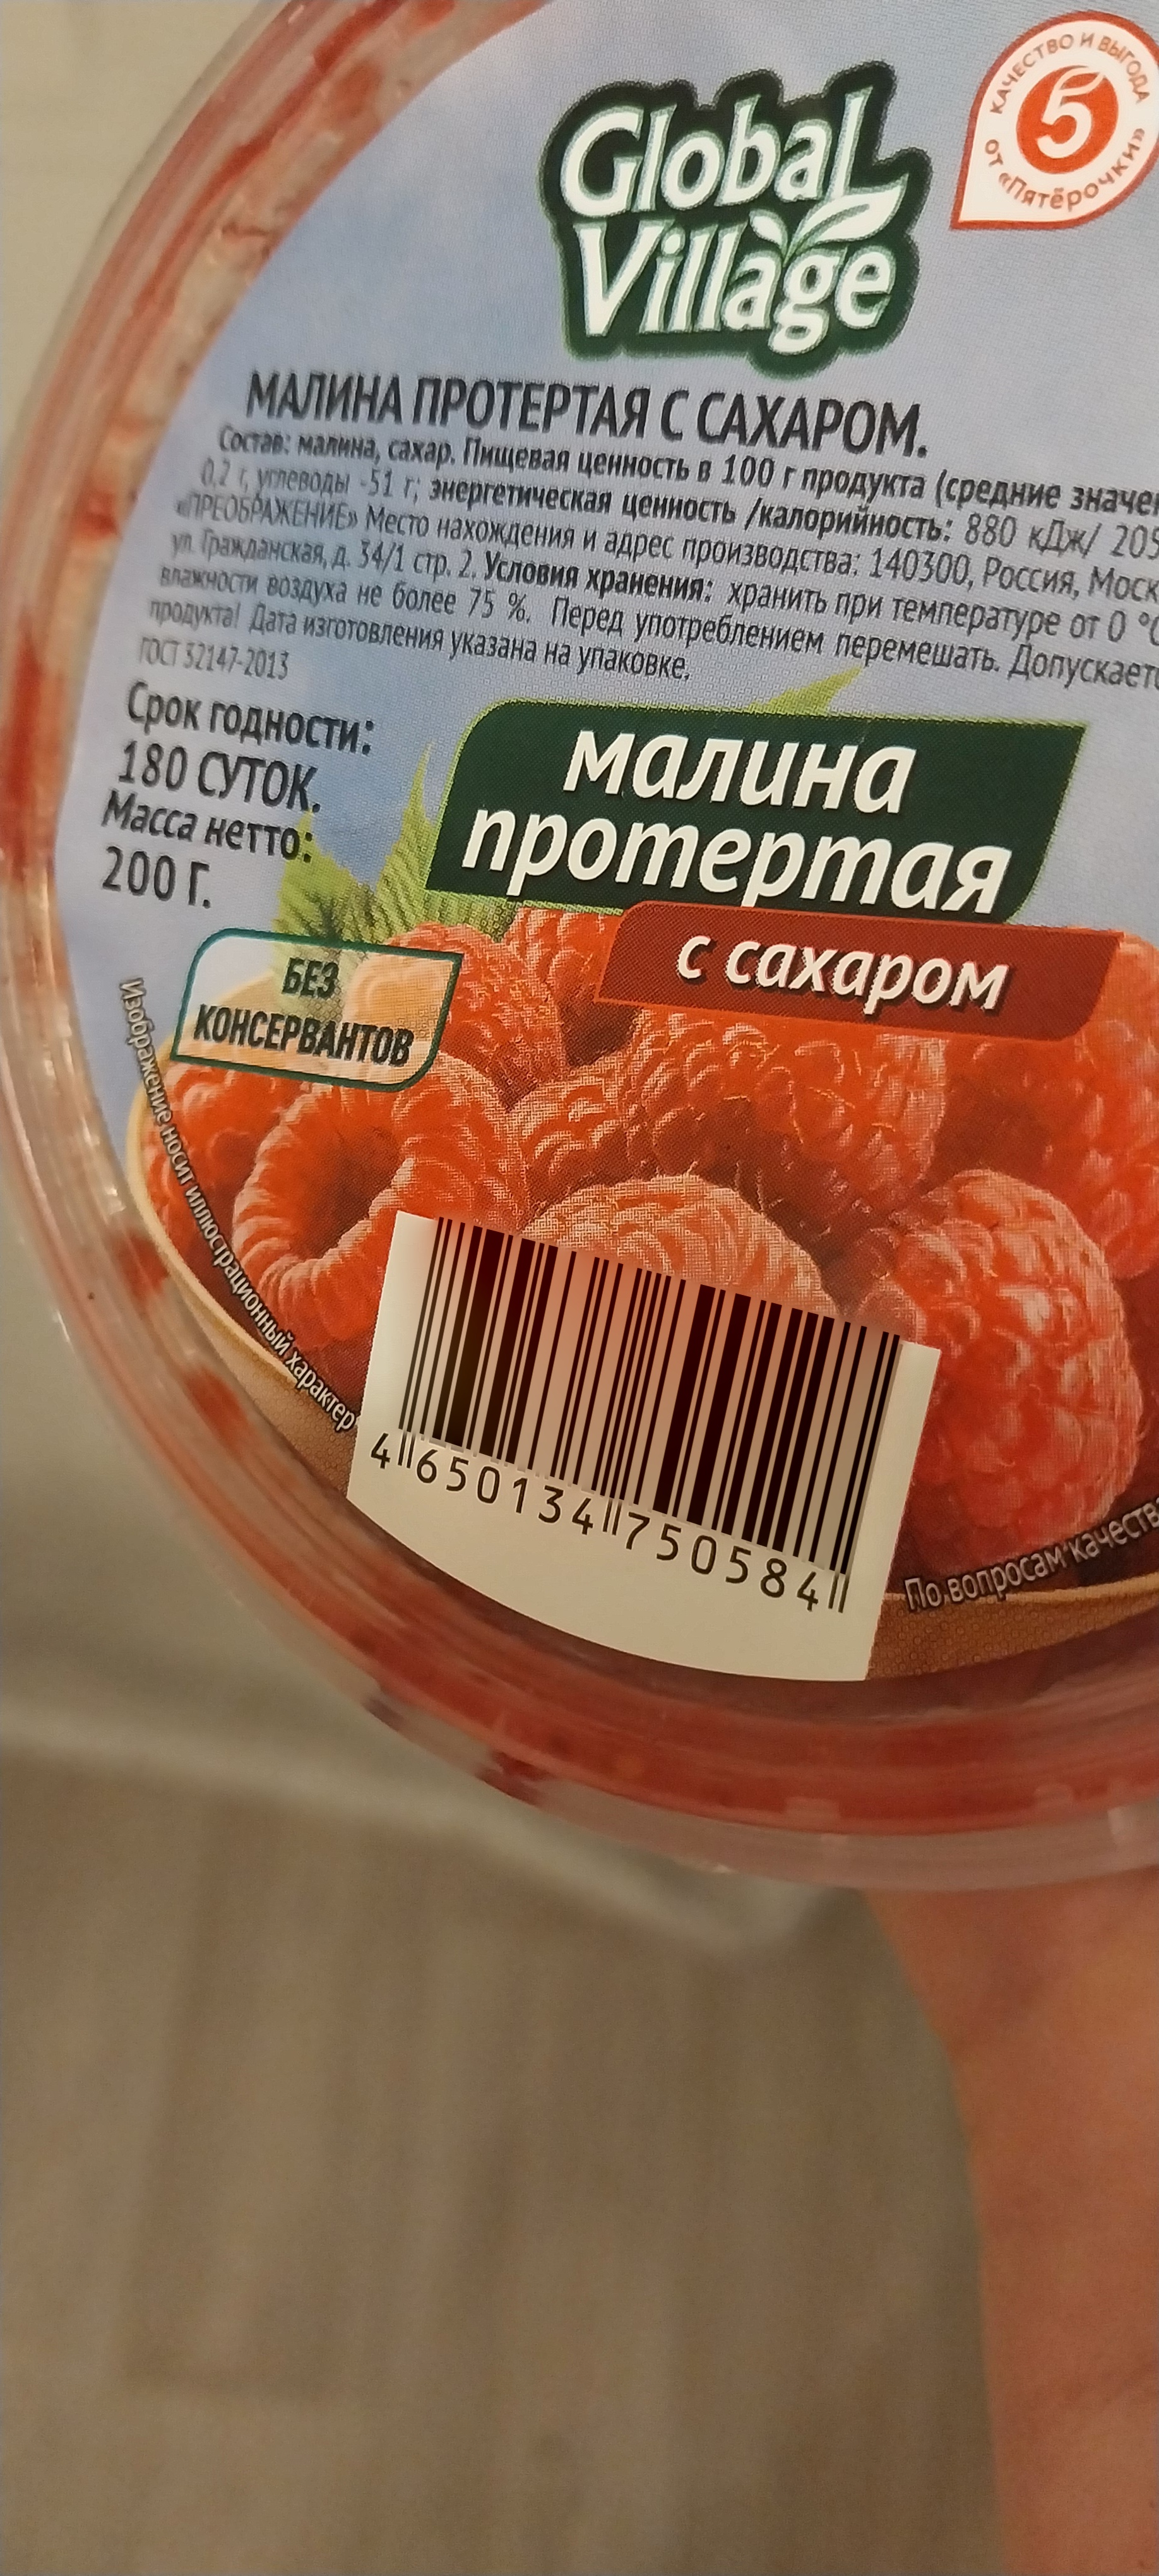 КАЧЕСТВО И ВЫГОДА
5
ОТ «Пятёрочки»
Global
Village
МАЛИНА ПРОТЕРТАЯ С САХАРОМ.
Состав: малина, сахар. Пищевая ценность в 100 г продукта (средние
0,2 г, углеводы -51 г; энергетическая ценность /калорийность: 880 кДж/ 205
«ПРЕОБРАЖЕНИЕ» Место нахождения и адрес производства: 140300, Россия,
ул. Гражданская, д. 34/1 стр. 2. Условия хранения: хранить при температуре от 0
влажности воздуха не более 75 %. Перед употреблением перемешать.
продукта! Дата изготовления указана на упаковке.
ГОСТ 32147-2013
Срок годности:
180 СУТОК.
Масса нетто:
200 Г.
малина
протертая
с сахаром
БЕЗ
КОНСЕРВАНТОВ
Изображение носит иллюстрационный характер
4 650134 750584
По вопросам качества